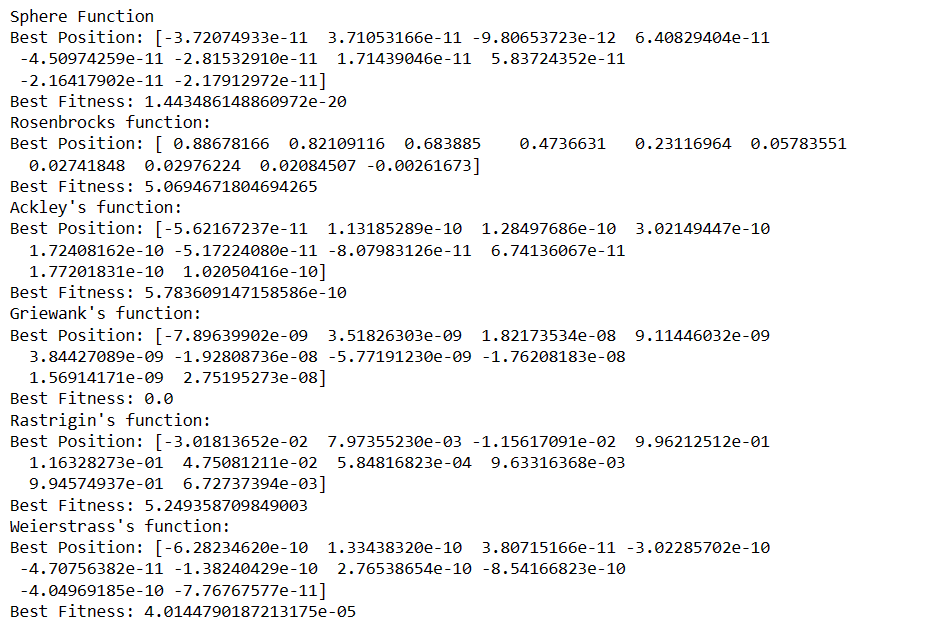 Sphere Function
Best Position: [-3.72074933e-11  3.71053166e-11 -9.80653723e-12  6.40829404e-11
 -4.50974259e-11 -2.81532910e-11  1.71439046e-11  5.83724352e-11
 -2.16417902e-11 -2.17912972e-11]
Best Fitness: 1.443486148860972e-20
Rosenbrocks function:
Best Position: [ 0.88678166  0.82109116  0.683885    0.4736631   0.23116964  0.05783551
  0.02741848  0.02976224  0.02084507 -0.00261673]
Best Fitness: 5.0694671804694265
Ackley's function:
Best Position: [-5.62167237e-11  1.13185289e-10  1.28497686e-10  3.02149447e-10
  1.72408162e-10 -5.17224080e-11 -8.07983126e-11  6.74136067e-11
  1.77201831e-10  1.02050416e-10]
Best Fitness: 5.783609147158586e-10
Griewank's function:
Best Position: [-7.89639902e-09  3.51826303e-09  1.82173534e-08  9.11446032e-09
  3.84427089e-09 -1.92808736e-08 -5.77191230e-09 -1.76208183e-08
  1.56914171e-09  2.75195273e-08]
Best Fitness: 0.0
Rastrigin's function:
Best Position: [-3.01813652e-02  7.97355230e-03 -1.15617091e-02  9.96212512e-01
  1.16328273e-01  4.75081211e-02  5.84816823e-04  9.63316368e-03
  9.94574937e-01  6.72737394e-03]
Best Fitness: 5.249358709849003
Weierstrass's function:
Best Position: [-6.28234620e-10  1.33438320e-10  3.80715166e-11 -3.02285702e-10
 -4.70756382e-11 -1.38240429e-10  2.76538654e-10 -8.54166823e-10
 -4.04969185e-10 -7.76767577e-11]
Best Fitness: 4.0144790187213175e-05